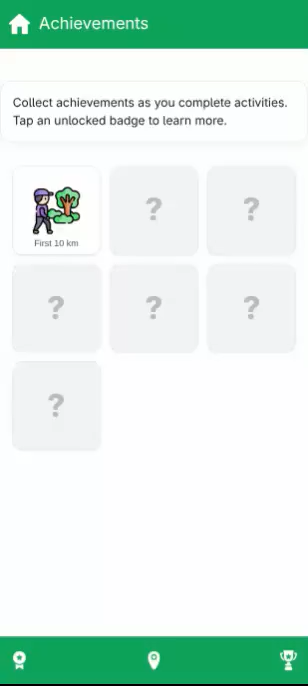 Achievements
Collect achievements as you complete activities.
Tap an unlocked badge to learn more.
First 10 km
?
?
?
?
?
?